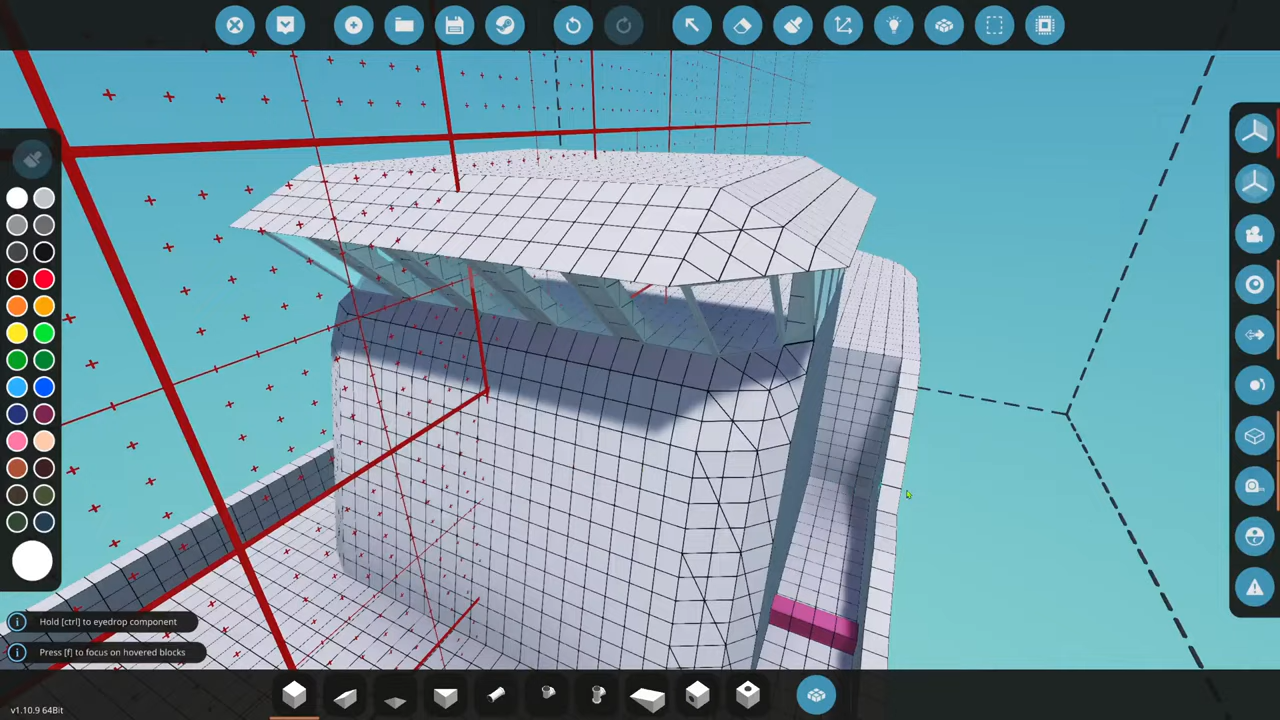 Hold [ctrl] to eyedrop component
Press [f] to focus on hovered blocks
v1.10.9 64Bit